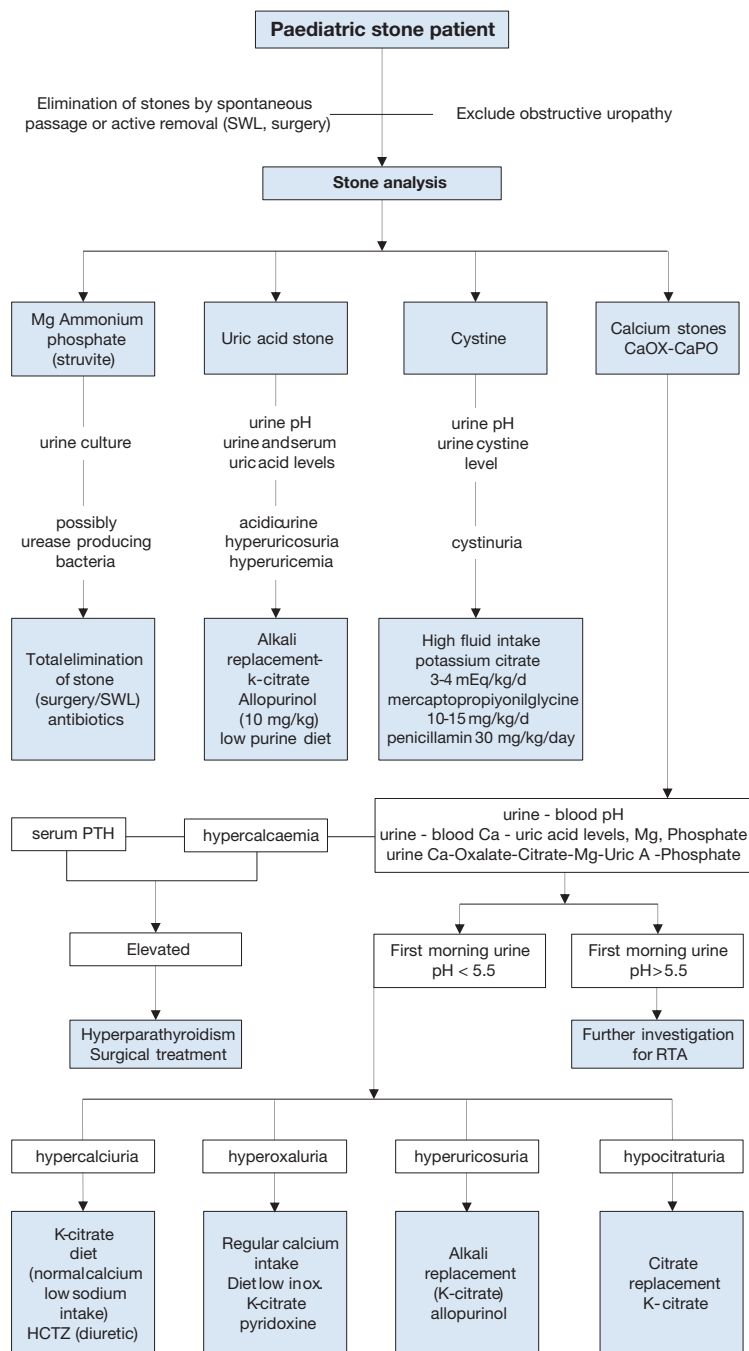 Paediatric stone patient
Elimination of stones by spontaneous
passage or active removal (SWL, surgery)
Exclude obstructive uropathy
Stone analysis
Mg Ammonium
phosphate
(struvite)
Uric acid stone
Cystine
Calcium stones
CaOX-CaPO
urine culture
urine pH
urine and serum
uric acid levels
urine pH
urine cystine
level
possibly
urease producing
bacteria
acidic urine
hyperuricosuria
hyperuricemia
cystinuria
Total elimination
of stone
(surgery/SWL)
antibiotics
Alkali
replacement-
k-citrate
Allopurinol
(10 mg/kg)
low purine diet
High fluid intake
potassium citrate
3-4 mEq/kg/d
mercaptopropiyonilglycine
10-15 mg/kg/d
penicillamin 30 mg/kg/day
serum PTH
hypercalcaemia
urine - blood pH
urine - blood Ca - uric acid levels, Mg, Phosphate
urine Ca-Oxalate-Citrate-Mg-Uric A -Phosphate
Elevated
First morning urine
pH < 5.5
First morning urine
pH>5.5
Hyperparathyroidism
Surgical treatment
Further investigation
for RTA
hypercalciuria
hyperoxaluria
hyperuricosuria
hypocitraturia
K-citrate
diet
(normal calcium
low sodium
intake)
HCTZ (diuretic)
Regular calcium
intake
Diet low in ox.
K-citrate
pyridoxine
Alkali
replacement
(K-citrate)
allopurinol
Citrate
replacement
K- citrate